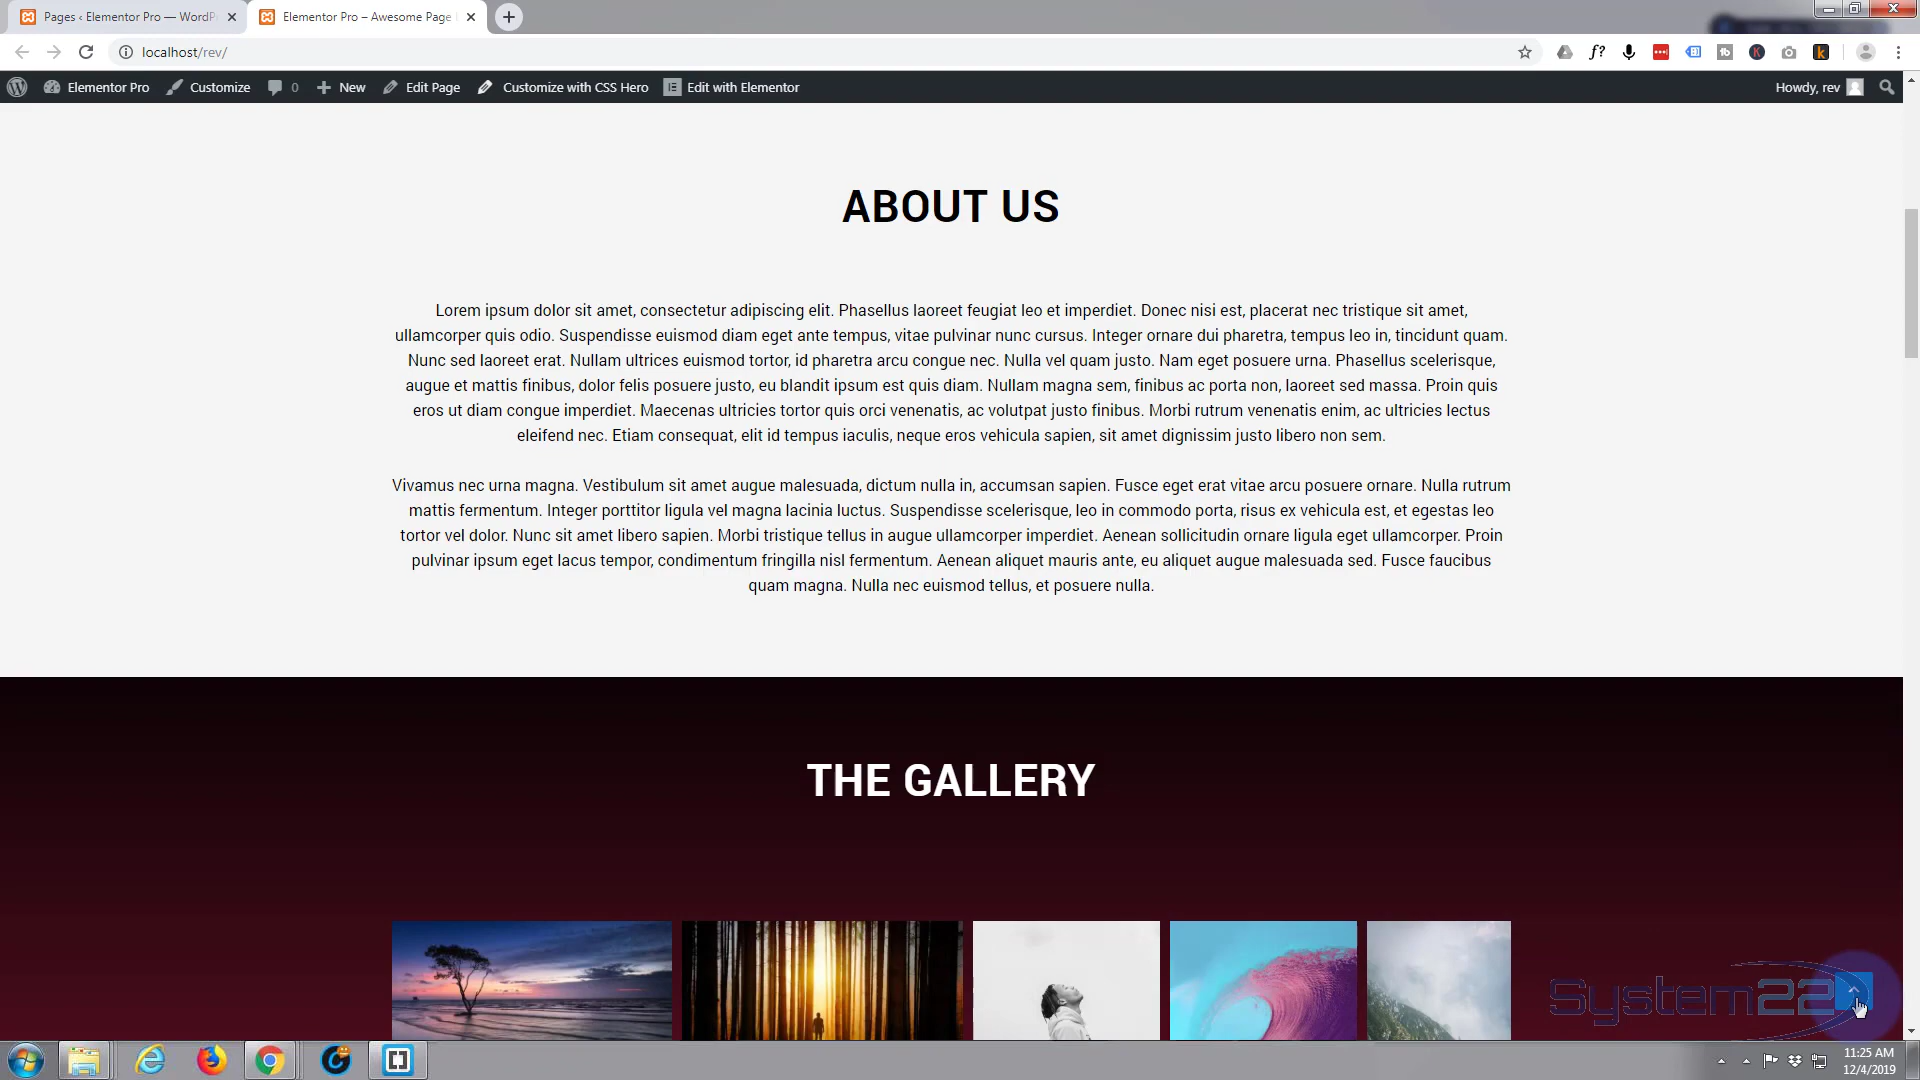 Pages ‹ Elementor Pro — WordP
Elementor Pro – Awesome Page
localhost/rev/
f?
K
k
Elementor Pro
Customize
0
New
Edit Page
Customize with CSS Hero
Edit with Elementor
Howdy, rev
ABOUT US
Lorem ipsum dolor sit amet, consectetur adipiscing elit. Phasellus laoreet feugiat leo et imperdiet. Donec nisi est, placerat nec tristique sit amet,
ullamcorper quis odio. Suspendisse euismod diam eget ante tempus, vitae pulvinar nunc cursus. Integer ornare dui pharetra, tempus leo in, tincidunt quam.
Nunc sed laoreet erat. Nullam ultrices euismod tortor, id pharetra arcu congue nec. Nulla vel quam justo. Nam eget posuere urna. Phasellus scelerisque,
augue et mattis finibus, dolor felis posuere justo, eu blandit ipsum est quis diam. Nullam magna sem, finibus ac porta non, laoreet sed massa. Proin quis
eros ut diam congue imperdiet. Maecenas ultricies tortor quis orci venenatis, ac volutpat justo finibus. Morbi rutrum venenatis enim, ac ultricies lectus
eleifend nec. Etiam consequat, elit id tempus iaculis, neque eros vehicula sapien, sit amet dignissim justo libero non sem.
Vivamus nec urna magna. Vestibulum sit amet augue malesuada, dictum nulla in, accumsan sapien. Fusce eget erat vitae arcu posuere ornare. Nulla rutrum
mattis fermentum. Integer porttitor ligula vel magna lacinia luctus. Suspendisse scelerisque, leo in commodo porta, risus ex vehicula est, et egestas leo
tortor vel dolor. Nunc sit amet libero sapien. Morbi tristique tellus in augue ullamcorper imperdiet. Aenean sollicitudin ornare ligula eget ullamcorper. Proin
pulvinar ipsum eget lacus tempor, condimentum fringilla nisl fermentum. Aenean aliquet mauris ante, eu aliquet augue malesuada sed. Fusce faucibus
quam magna. Nulla nec euismod tellus, et posuere nulla.
THE GALLERY
System22
11:25 AM
12/4/2019